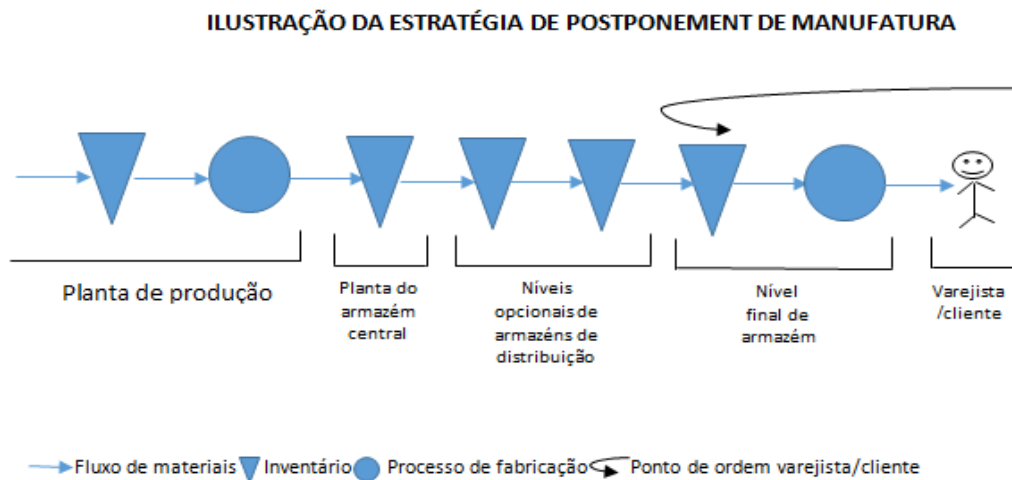 ILUSTRAÇÃO DA ESTRATÉGIA DE POSTPONEMENT DE MANUFATURA
Planta de produção
Planta do
armazém
central
Níveis
opcionais de
armazéns de
distribuição
Nível
final de
armazém
Varejista
/cliente
Fluxo de materiais Inventário Processo de fabricação Ponto de ordem varejista/cliente